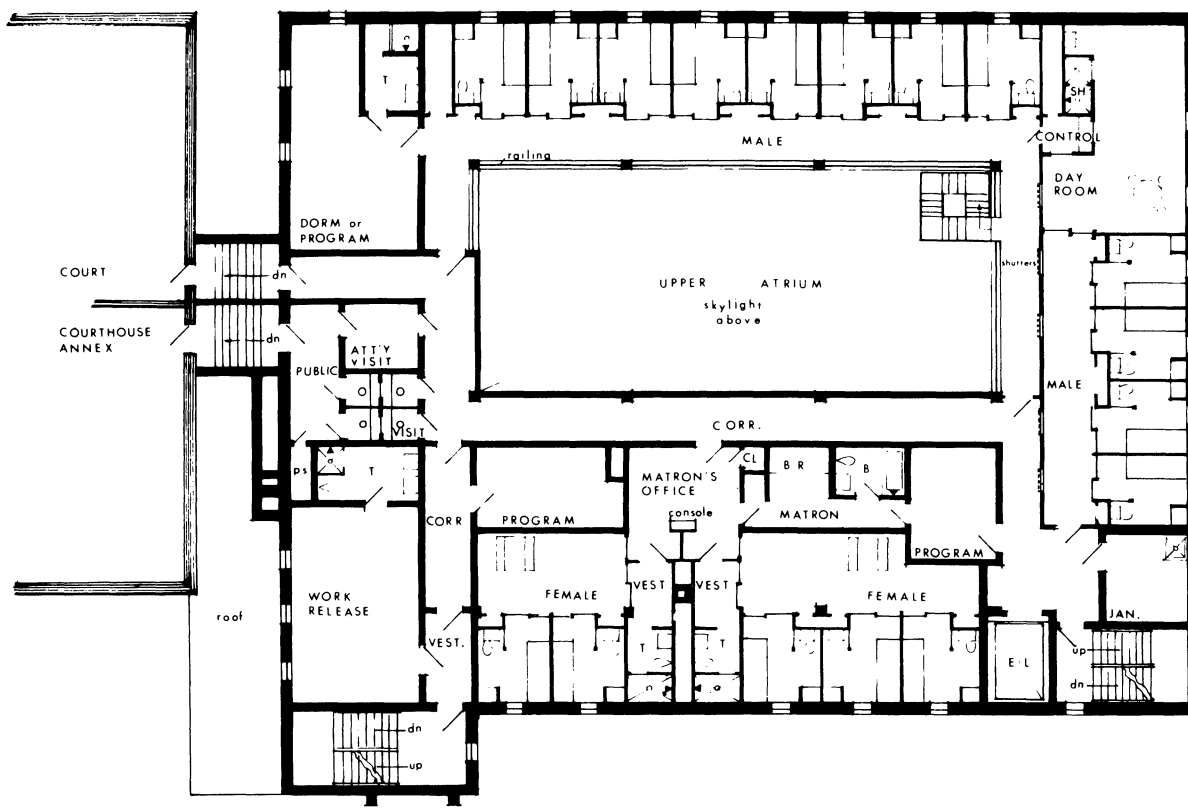 T
SH
MALE
CONTROL
railing
DAY
ROOM
DORM or
PROGRAM
COURT
dn
shutters
UPPER ATRIUM
skylight
above
COURTHOUSE
ANNEX
dn
ATT'Y
VISIT
PUBLIC
MALE
VISIT
CORR.
ps
T
MATRON'S
OFFICE
CL
BR
B
console
CORR
PROGRAM
MATRON
PROGRAM
VEST
VEST
WORK
RELEASE
FEMALE
FEMALE
roof
JAN.
VEST.
T
T
EL
up
dn
dn
up